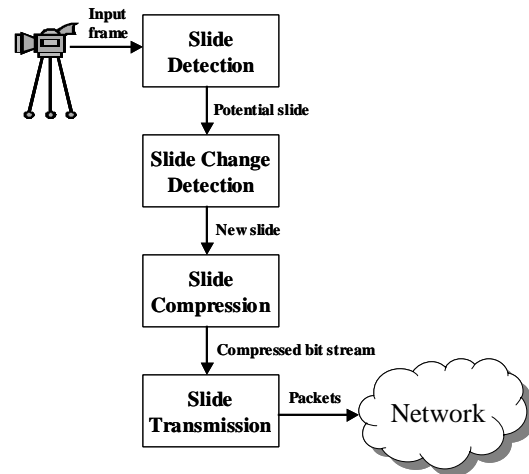 Input
frame
Slide
Detection
Potential slide
Slide Change
Detection
New slide
Slide
Compression
Compressed bit stream
Slide
Transmission
Packets
Network